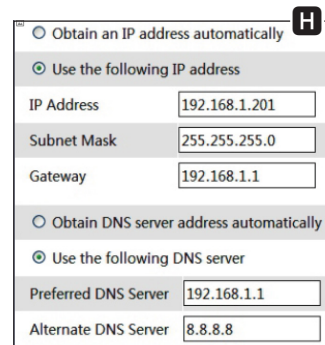 H
Obtain an IP address automatically
Use the following IP address
IP Address 192.168.1.201
Subnet Mask 255.255.255.0
Gateway 192.168.1.1
Obtain DNS server address automatically
Use the following DNS server
Preferred DNS Server 192.168.1.1
Alternate DNS Server 8.8.8.8